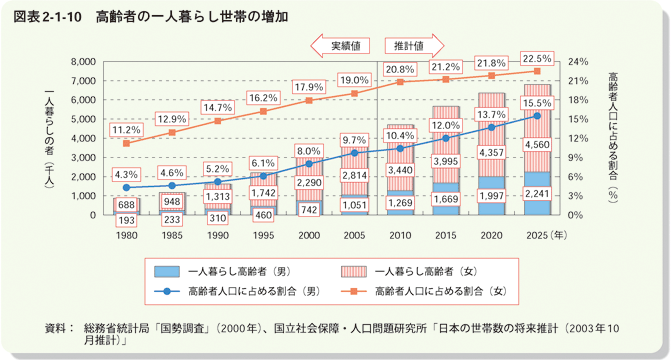 図表2-1-10 高齢者の一人暮らし世帯の増加
実績値 推計値
一人暮らしの者（千人）
8,000
7,000
6,000
5,000
4,000
3,000
2,000
1,000
0
24%
21%
18%
15%
12%
9%
6%
3%
0%
高齢者人口に占める割合（%）
11.2% 12.9% 14.7% 16.2% 17.9% 19.0% 20.8% 21.2% 21.8% 22.5%
4.3% 4.6% 5.2% 6.1% 8.0% 9.7% 10.4% 12.0% 13.7% 15.5%
688 948 1,313 1,742 2,290 2,814 3,440 3,995 4,357 4,560
193 233 310 460 742 1,051 1,269 1,669 1,997 2,241
1980 1985 1990 1995 2000 2005 2010 2015 2020 2025（年）
一人暮らし高齢者（男） 一人暮らし高齢者（女）
高齢者人口に占める割合（男） 高齢者人口に占める割合（女）
資料： 総務省統計局「国勢調査」（2000年）、国立社会保障・人口問題研究所「日本の世帯数の将来推計（2003年10
月推計）」